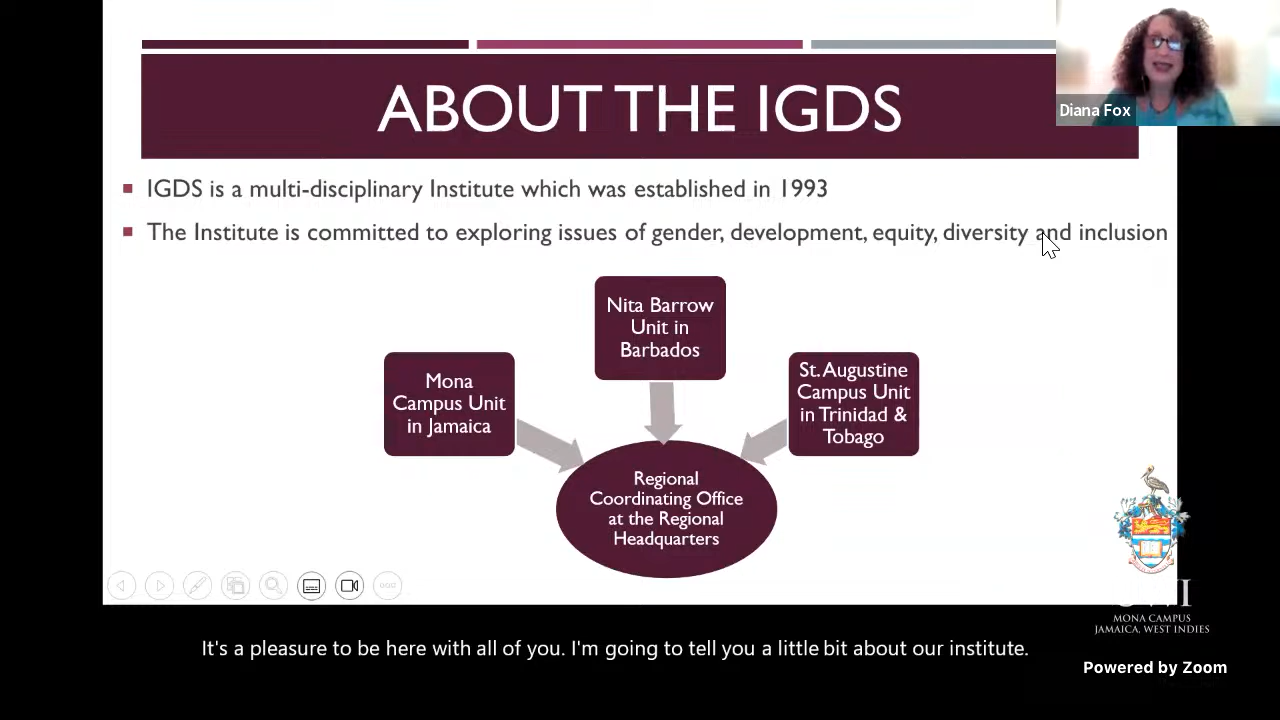 ABOUT THE IGDS
Diana Fox
IGDS is a multi-disciplinary Institute which was established in 1993
The Institute is committed to exploring issues of gender, development, equity, diversity and inclusion
Nita Barrow
Unit in
Barbados
Mona
Campus Unit
in Jamaica
St. Augustine
Campus Unit
in Trinidad &
Tobago
Regional
Coordinating Office
at the Regional
Headquarters
MONA CAMPUS
JAMAICA, WEST INDIES
It's a pleasure to be here with all of you. I'm going to tell you a little bit about our institute.
Powered by Zoom